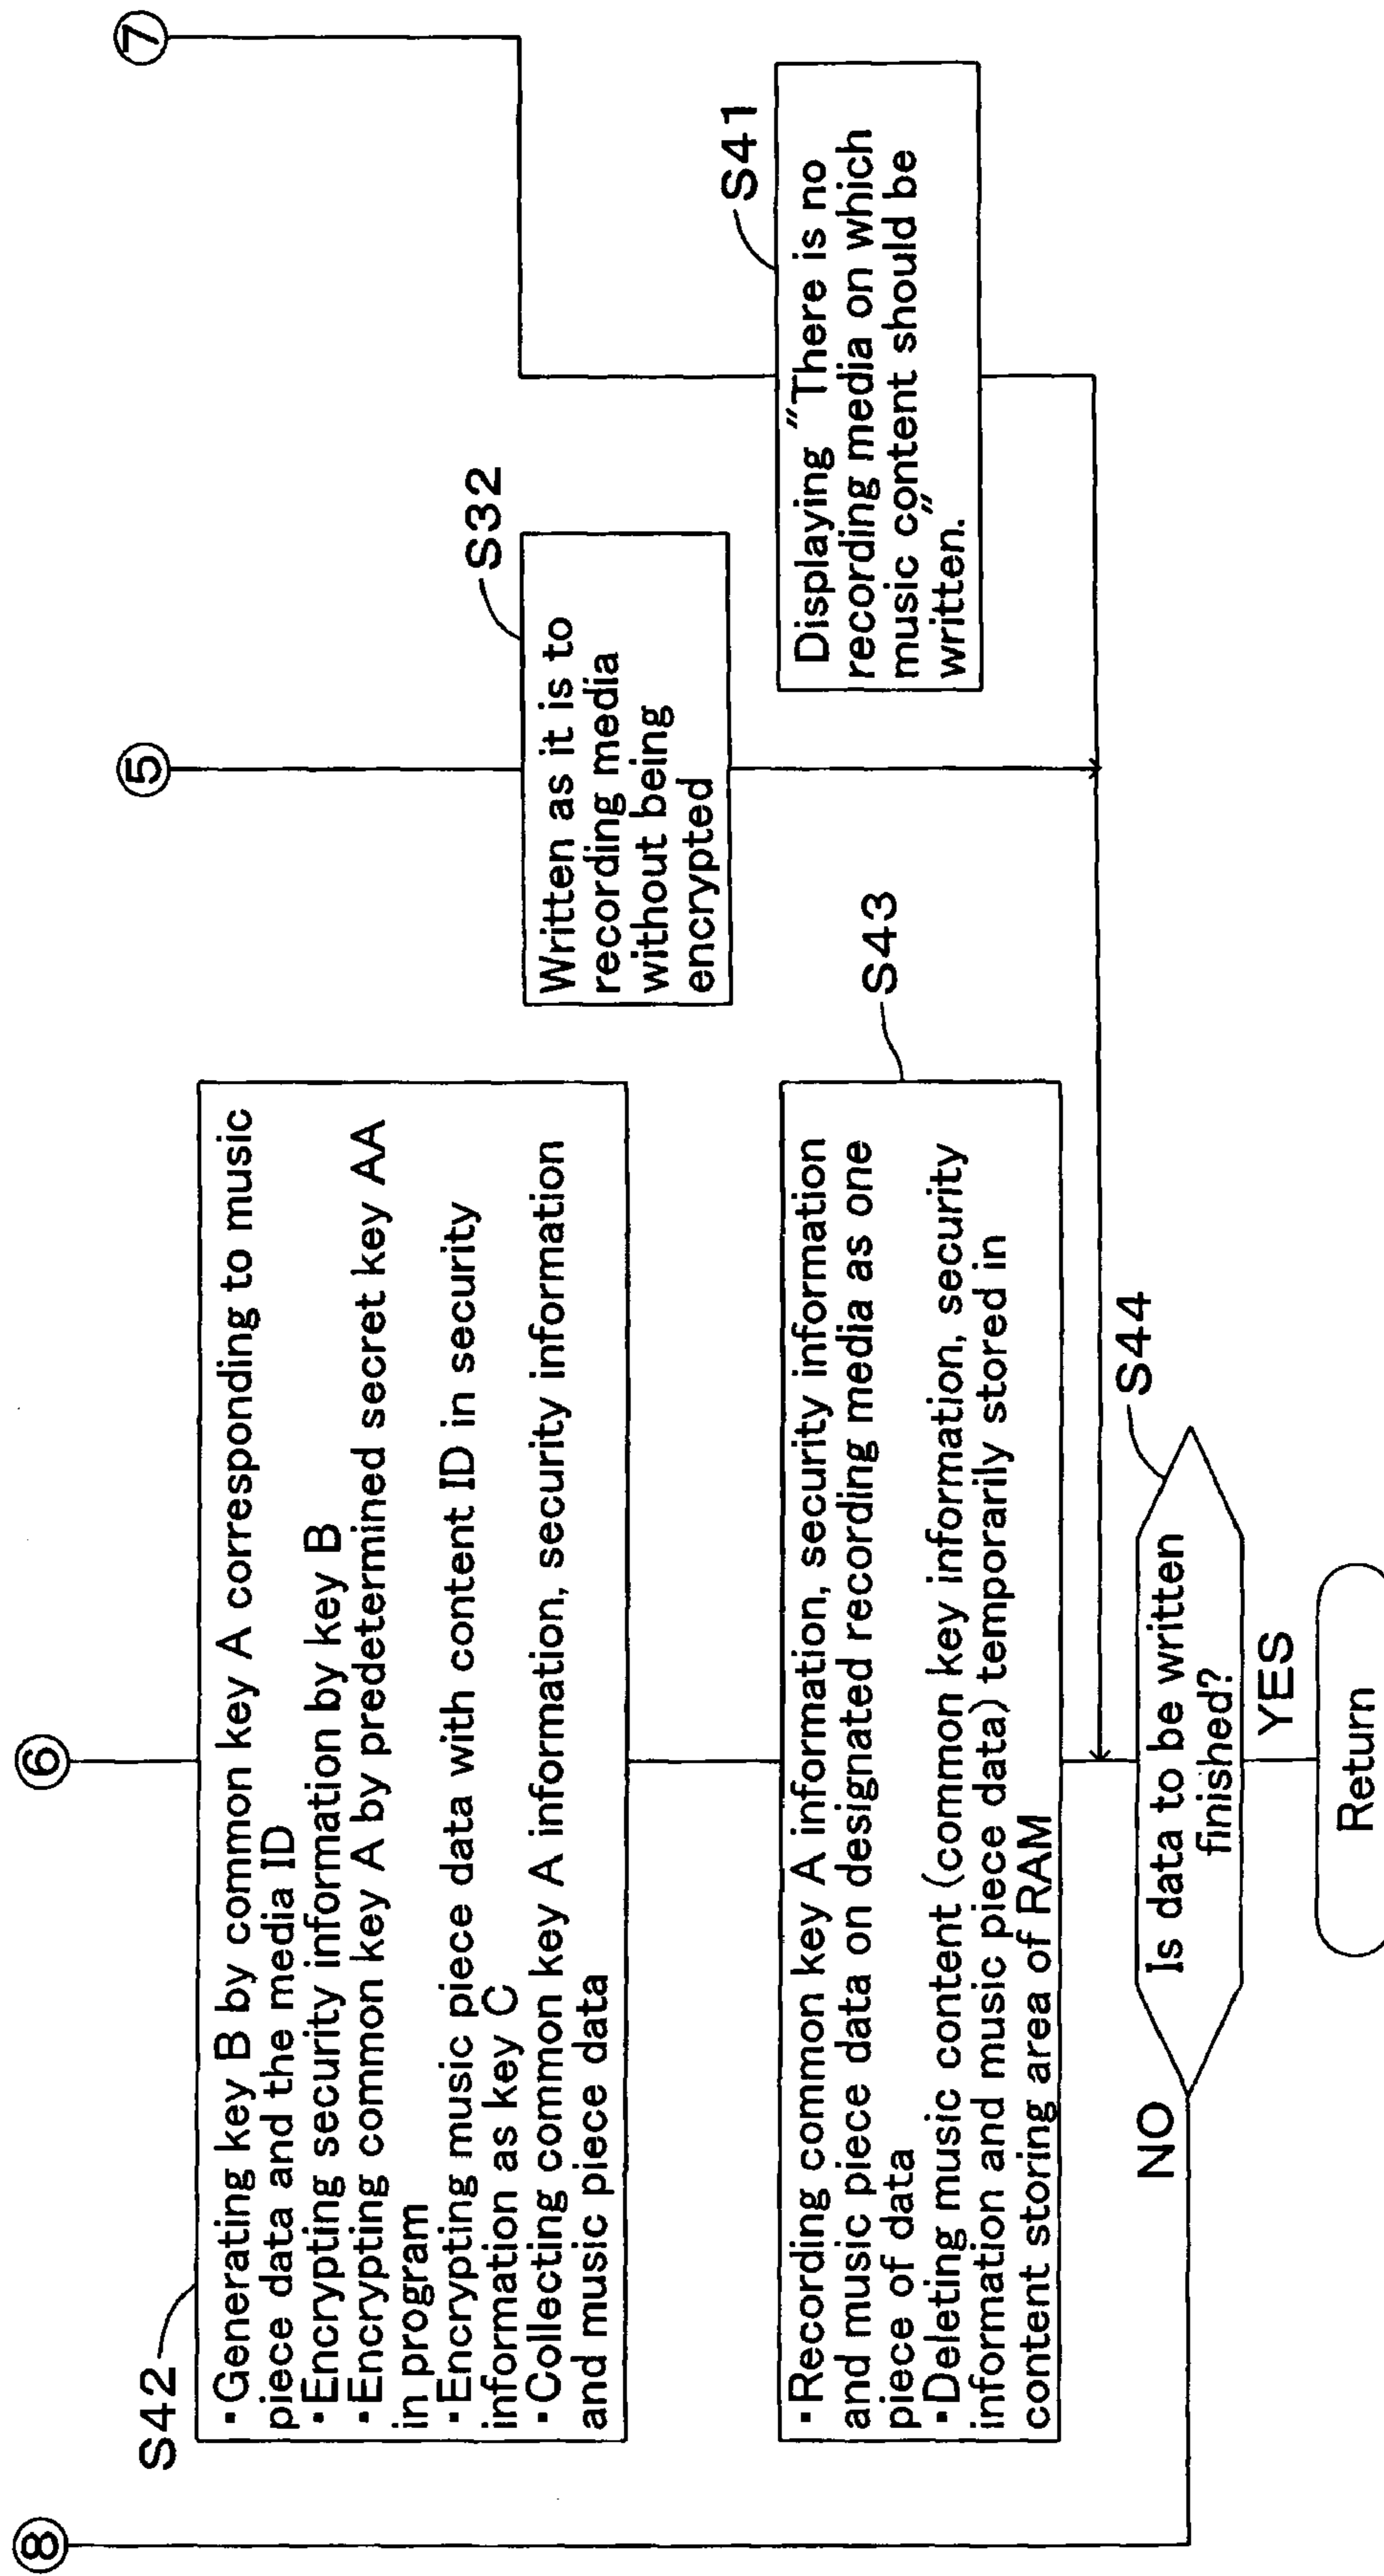 ⑧
⑥
⑤
⑦
S42
· Generating key B by common key A corresponding to music
piece data and the media ID
· Encrypting security information by key B
· Encrypting common key A by predetermined secret key AA
in program
· Encrypting music piece data with content ID in security
information as key C
· Collecting common key A information, security information
and music piece data
S32
Written as it is to
recording media
without being
encrypted
S41
Displaying "There is no
recording media on which
music content should be
written."
S43
· Recording common key A information, security information
and music piece data on designated recording media as one
piece of data
· Deleting music content (common key information, security
information and music piece data) temporarily stored in
content storing area of RAM
S44
Is data to be written
finished?
NO
YES
Return